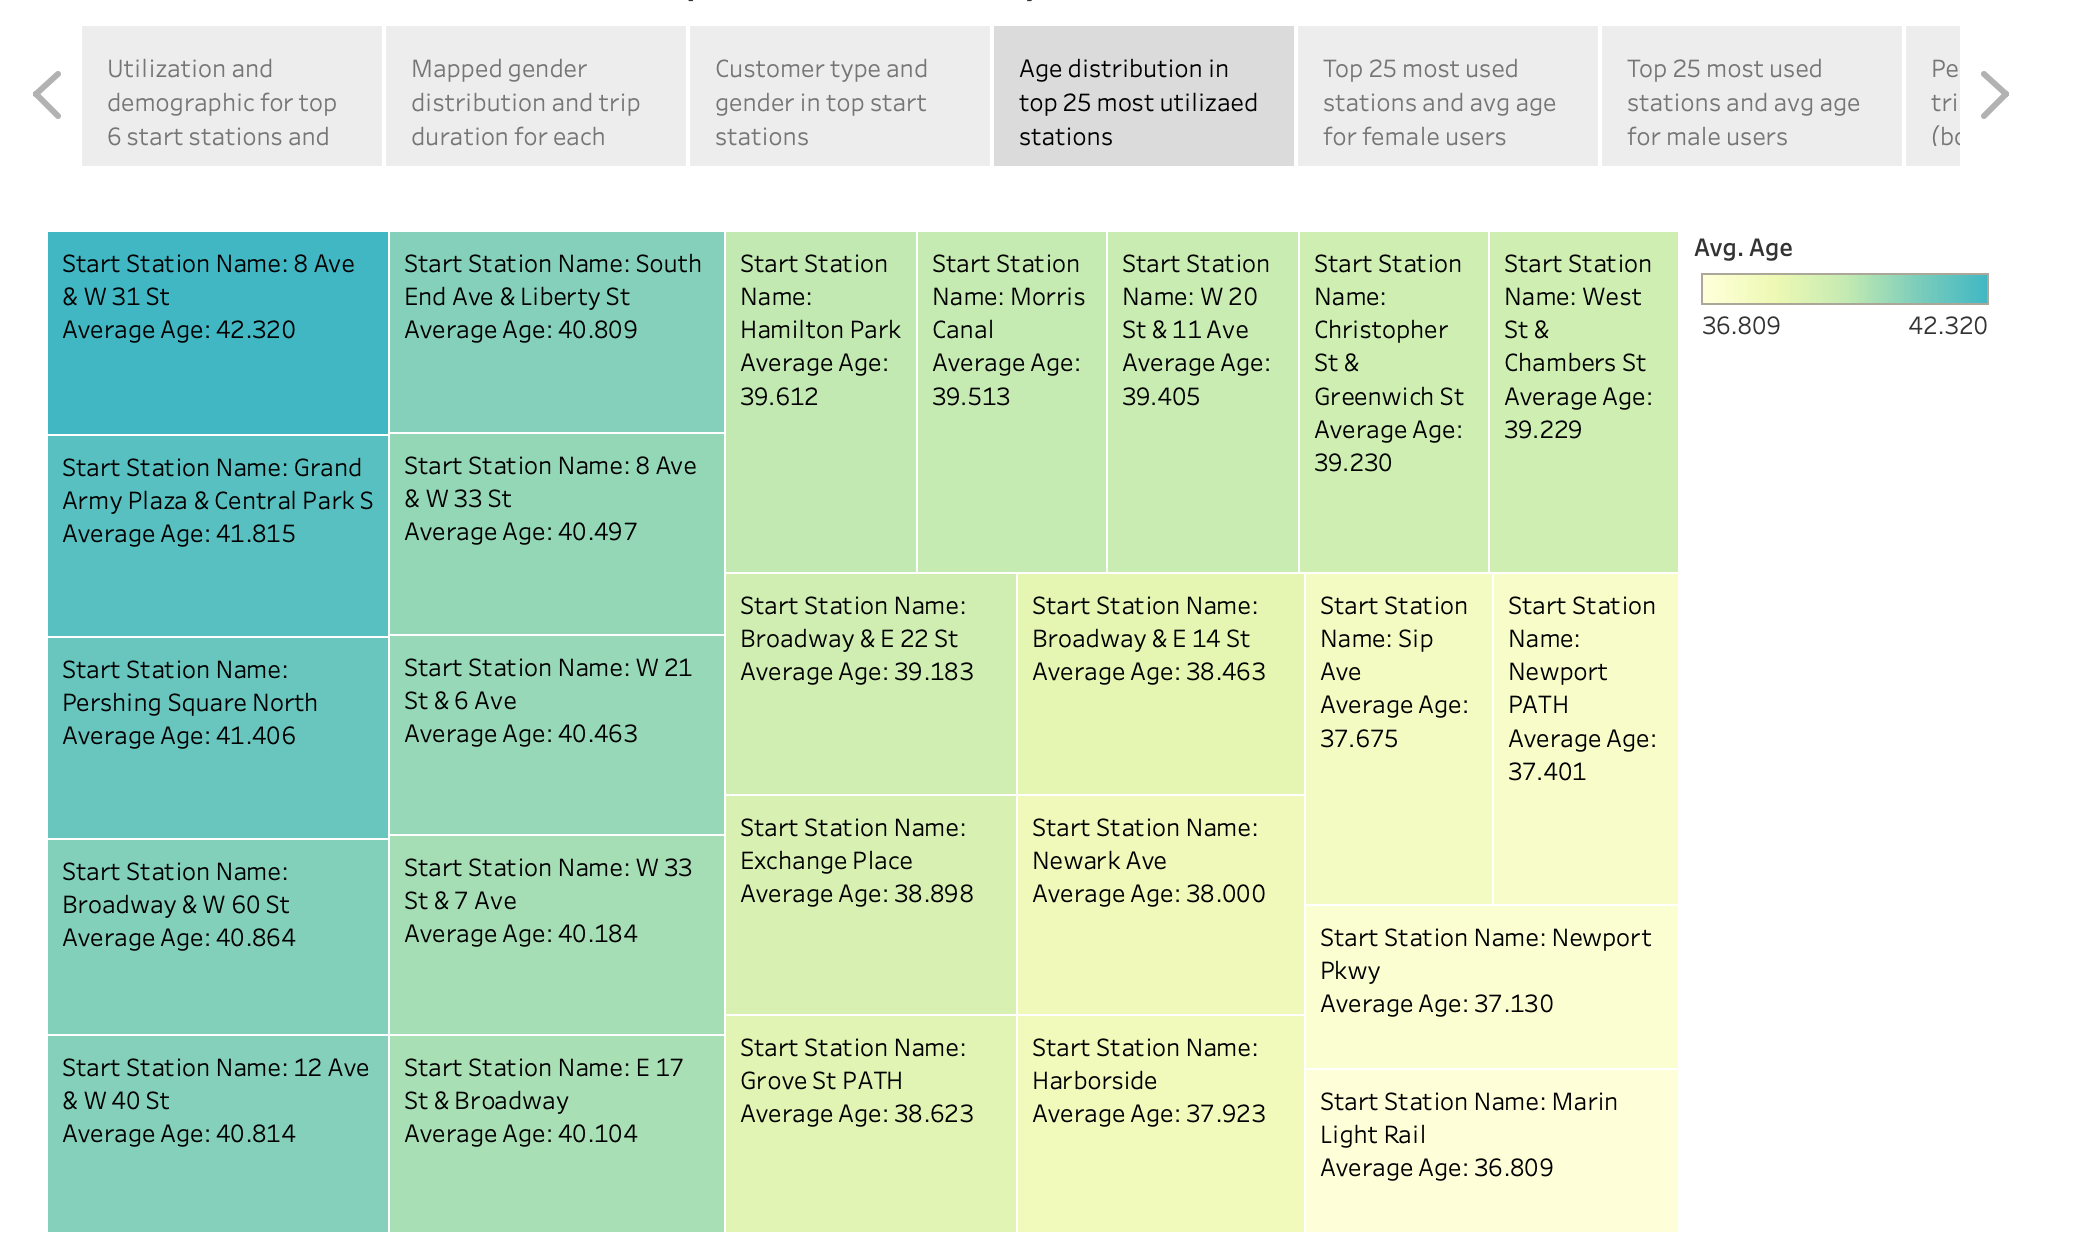 Utilization and
demographic for top
6 start stations and
Mapped gender
distribution and trip
duration for each
Customer type and
gender in top start
stations
Age distribution in
top 25 most utilizaed
stations
Top 25 most used
stations and avg age
for female users
Top 25 most used
stations and avg age
for male users
Pe
tri
(bo
Start Station Name: 8 Ave
& W 31 St
Average Age: 42.320
Start Station Name: Grand
Army Plaza & Central Park S
Average Age: 41.815
Start Station Name:
Pershing Square North
Average Age: 41.406
Start Station Name:
Broadway & W 60 St
Average Age: 40.864
Start Station Name: 12 Ave
& W 40 St
Average Age: 40.814
Start Station Name: South
End Ave & Liberty St
Average Age: 40.809
Start Station Name: 8 Ave
& W 33 St
Average Age: 40.497
Start Station Name: W 21
St & 6 Ave
Average Age: 40.463
Start Station Name: W 33
St & 7 Ave
Average Age: 40.184
Start Station Name: E 17
St & Broadway
Average Age: 40.104
Start Station
Name:
Hamilton Park
Average Age:
39.612
Start Station
Name: Morris
Canal
Average Age:
39.513
Start Station
Name: W 20
St & 11 Ave
Average Age:
39.405
Start Station
Name:
Christopher
St &
Greenwich St
Average Age:
39.230
Start Station
Name: West
St &
Chambers St
Average Age:
39.229
Start Station Name:
Broadway & E 22 St
Average Age: 39.183
Start Station Name:
Exchange Place
Average Age: 38.898
Start Station Name:
Grove St PATH
Average Age: 38.623
Start Station Name:
Broadway & E 14 St
Average Age: 38.463
Start Station Name:
Newark Ave
Average Age: 38.000
Start Station Name:
Harborside
Average Age: 37.923
Start Station
Name: Sip
Ave
Average Age:
37.675
Start Station
Name:
Newport
PATH
Average Age:
37.401
Start Station Name: Newport
Pkwy
Average Age: 37.130
Start Station Name: Marin
Light Rail
Average Age: 36.809
Avg. Age
36.809
42.320